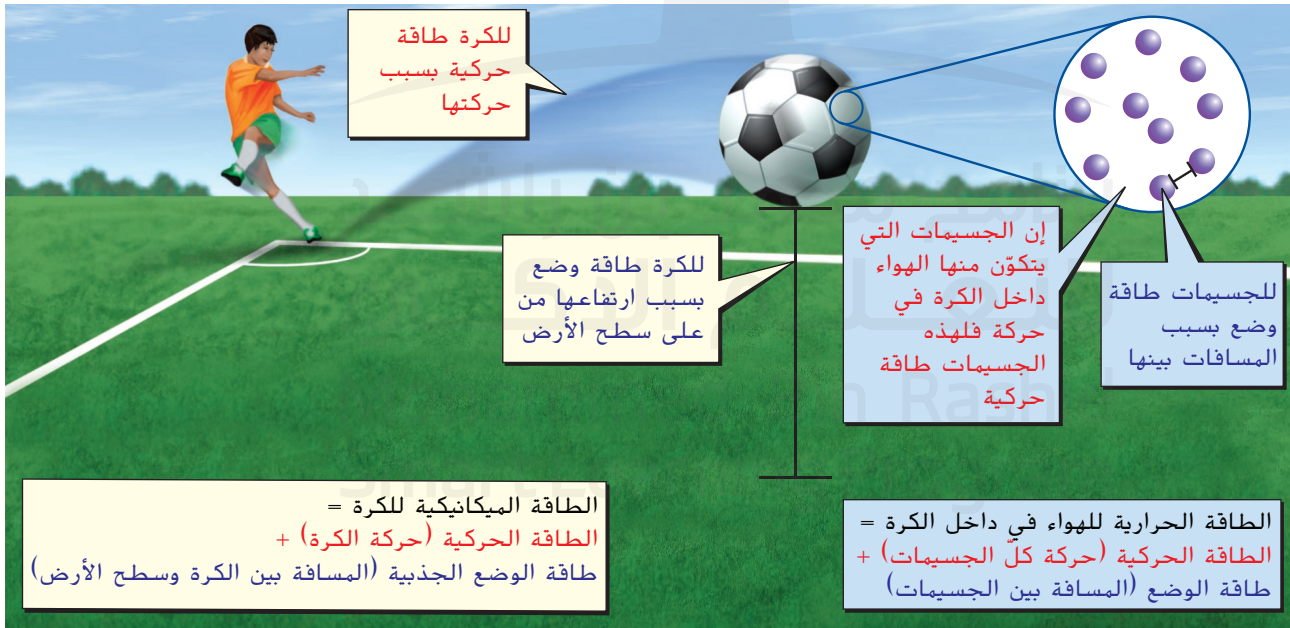 للكرة طاقة
حركية بسبب
حركتها
للكرة طاقة وضع
بسبب ارتفاعها من
على سطح الأرض
إن الجسيمات التي
يتكوّن منها الهواء
داخل الكرة في
حركة فلهذه
الجسيمات طاقة
حركية
للجسيمات طاقة
وضع بسبب
المسافات بينها
الطاقة الميكانيكية للكرة =
الطاقة الحركية (حركة الكرة) +
طاقة الوضع الجذبية (المسافة بين الكرة وسطح الأرض)
الطاقة الحرارية للهواء في داخل الكرة =
الطاقة الحركية (حركة كلّ الجسيمات) +
طاقة الوضع (المسافة بين الجسيمات)